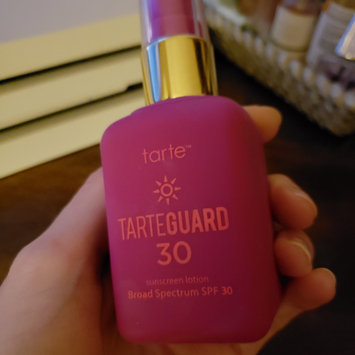 tarte™
TARTEGUARD
30
sunscreen lotion
Broad Spectrum SPF 30